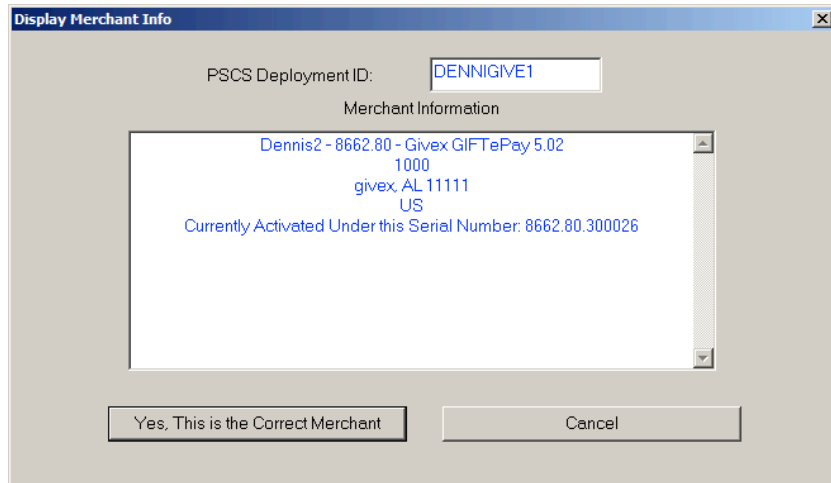 Display Merchant Info
PSCS Deployment ID: DENNIGIVE1
Merchant Information
Dennis2 - 8662.80 - Givex GIFTePay 5.02
1000
givex, AL 11111
US
Currently Activated Under this Serial Number: 8662.80.300026
Yes, This is the Correct Merchant Cancel